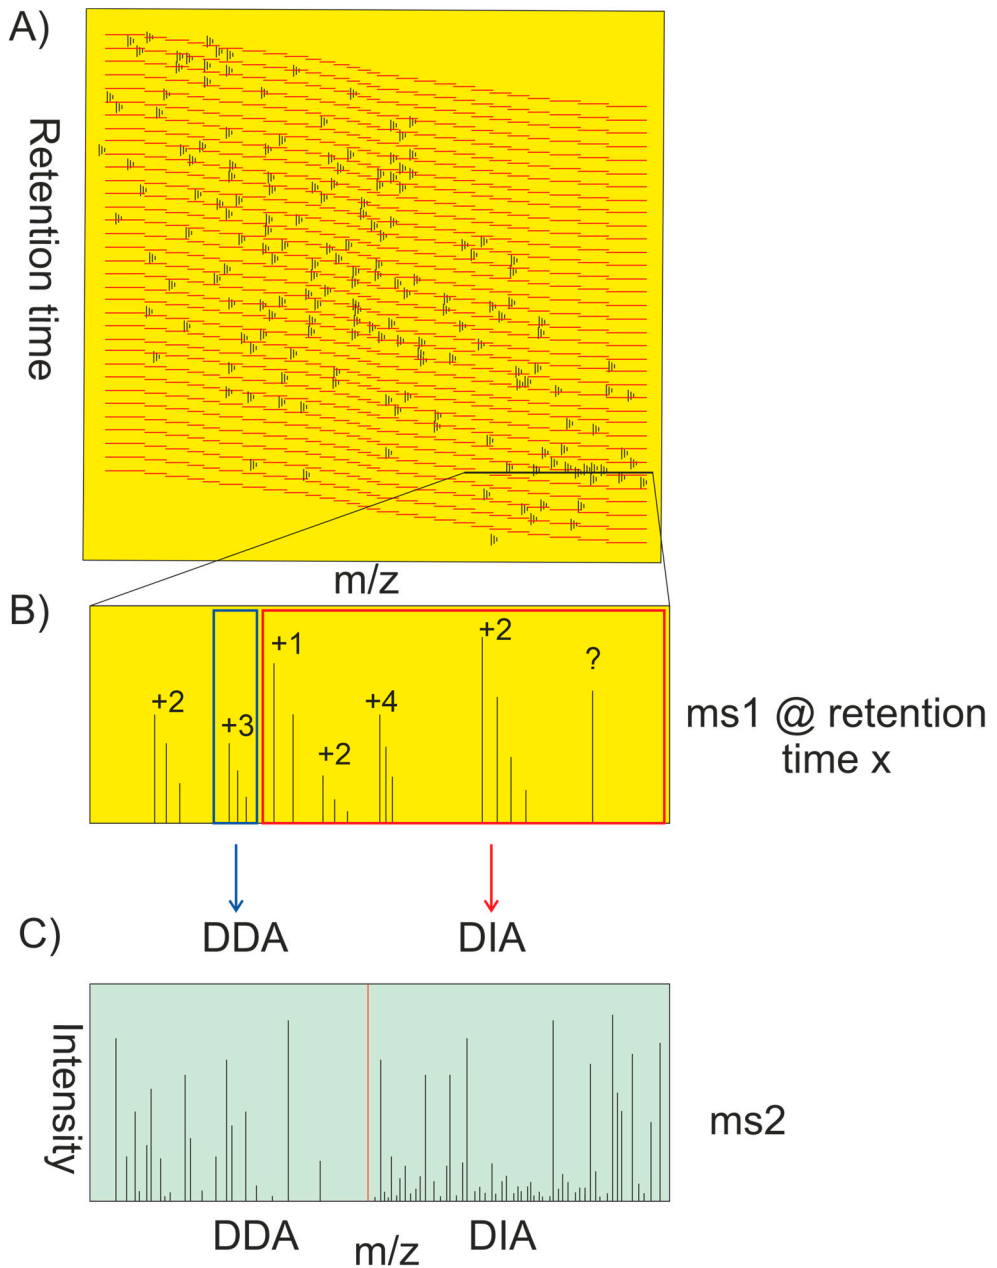 A)
Retention time
m/z
B)
+2
+3
+1
+2
+4
+2
?
ms1 @ retention
time x
DDA
DIA
C)
Intensity
ms2
DDA
m/z
DIA